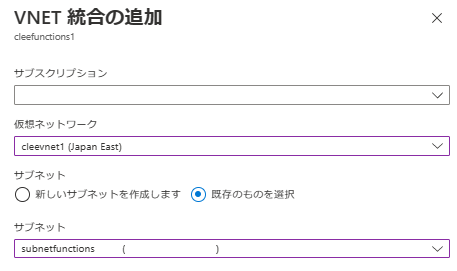 VNET 統合の追加
cleefunctions1
サブスクリプション
仮想ネットワーク
cleevnet1 (Japan East)
サブネット
新しいサブネットを作成します 既存のものを選択
サブネット
subnetfunctions ( )